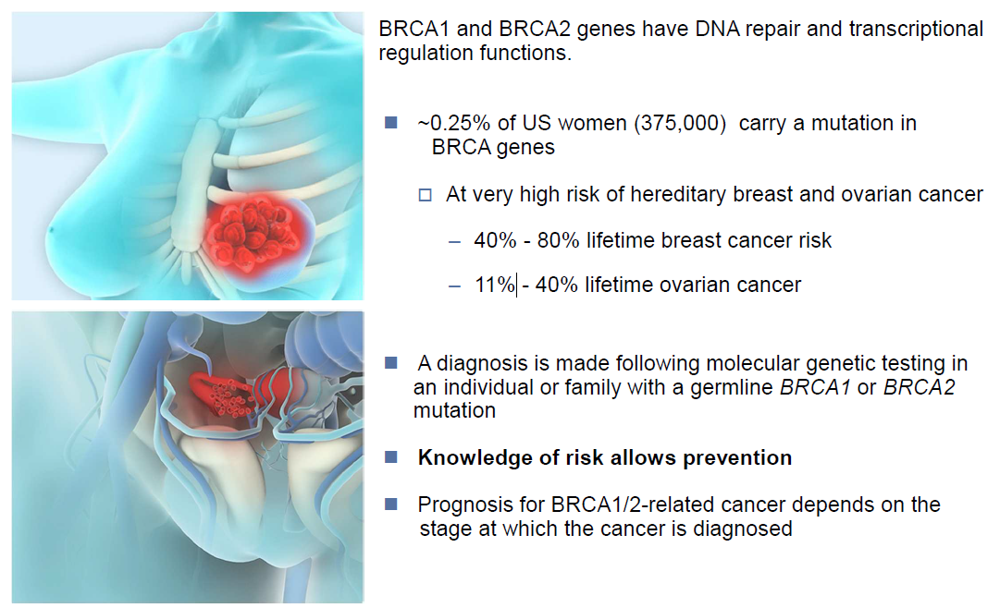 BRCA1 and BRCA2 genes have DNA repair and transcriptional
regulation functions.
~0.25% of US women (375,000)  carry a mutation in
BRCA genes
At very high risk of hereditary breast and ovarian cancer
– 40% - 80% lifetime breast cancer risk
– 11% - 40% lifetime ovarian cancer
A diagnosis is made following molecular genetic testing in
an individual or family with a germline BRCA1 or BRCA2
mutation
Knowledge of risk allows prevention
Prognosis for BRCA1/2-related cancer depends on the
stage at which the cancer is diagnosed